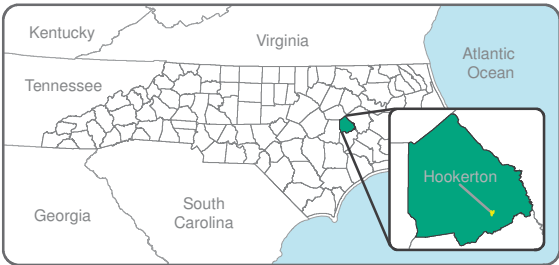 Kentucky
Virginia
Atlantic
Ocean
Tennessee
Hookerton
Georgia
South
Carolina